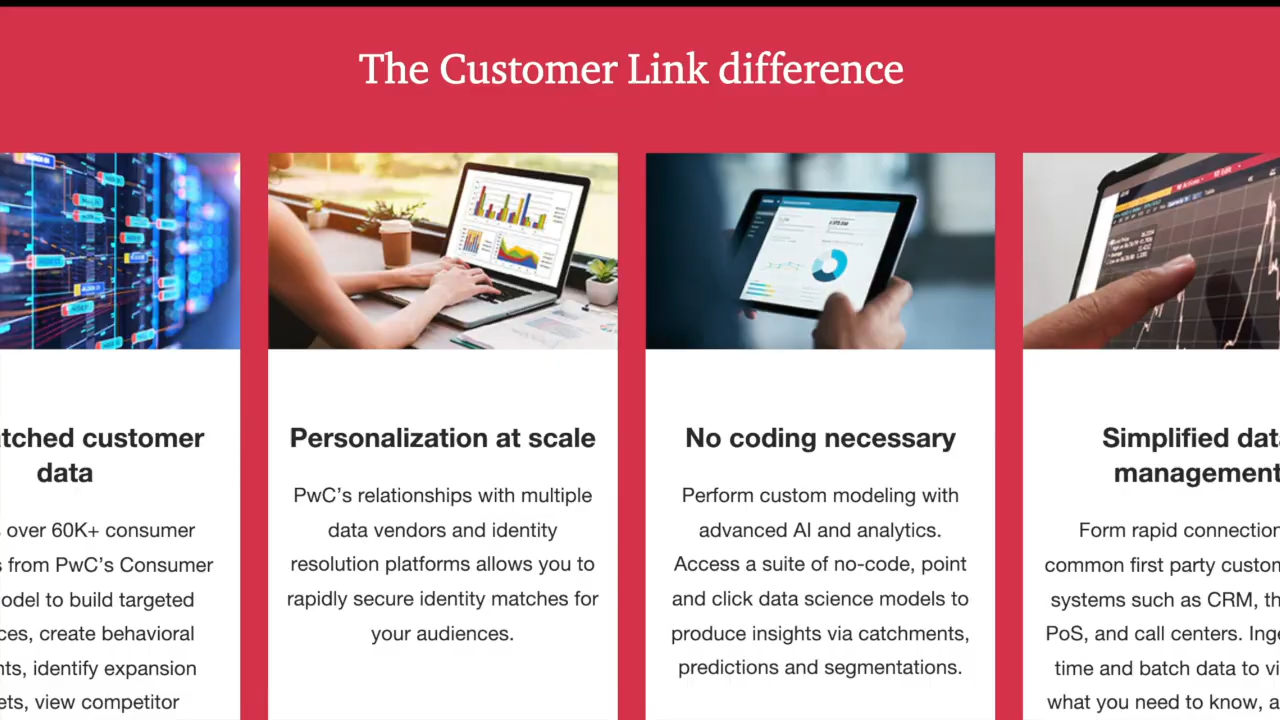 The Customer Link difference
tched customer
data
over 60K+ consumer
from PwC’s Consumer
odel to build targeted
ces, create behavioral
nts, identify expansion
ets, view competitor
Personalization at scale
PwC’s relationships with multiple
data vendors and identity
resolution platforms allows you to
rapidly secure identity matches for
your audiences.
No coding necessary
Perform custom modeling with
advanced AI and analytics.
Access a suite of no-code, point
and click data science models to
produce insights via catchments,
predictions and segmentations.
Simplified dat
management
Form rapid connection
common first party custom
systems such as CRM, th
PoS, and call centers. Inge
time and batch data to vi
what you need to know, a